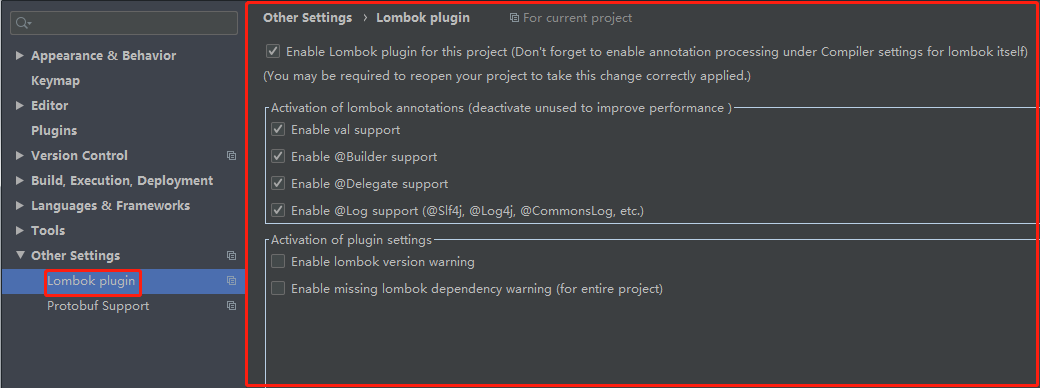 Appearance & Behavior
Keymap
Editor
Plugins
Version Control
Build, Execution, Deployment
Languages & Frameworks
Tools
Other Settings
Lombok plugin
Protobuf Support
Other Settings › Lombok plugin For current project
Enable Lombok plugin for this project (Don't forget to enable annotation processing under Compiler settings for lombok itself)
(You may be required to reopen your project to take this change correctly applied.)
Activation of lombok annotations (deactivate unused to improve performance )
Enable val support
Enable @Builder support
Enable @Delegate support
Enable @Log support (@Slf4j, @Log4j, @CommonsLog, etc.)
Activation of plugin settings
Enable lombok version warning
Enable missing lombok dependency warning (for entire project)